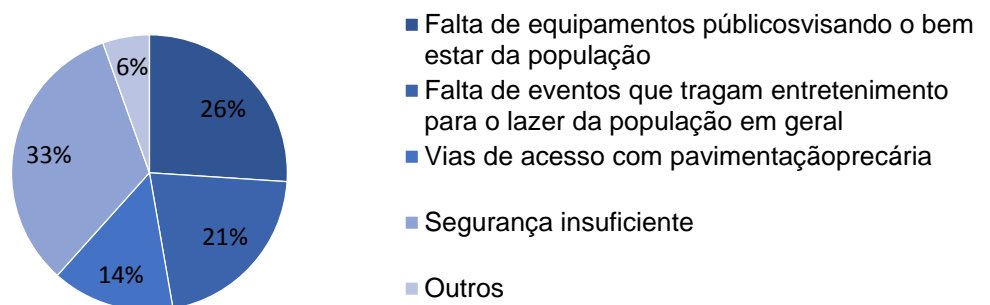 6%
26%
33%
21%
14%
Falta de equipamentos públicosvisando o bem
estar da população
Falta de eventos que tragam entretenimento
para o lazer da população em geral
Vias de acesso com pavimentaçãoprecária
Segurança insuficiente
Outros